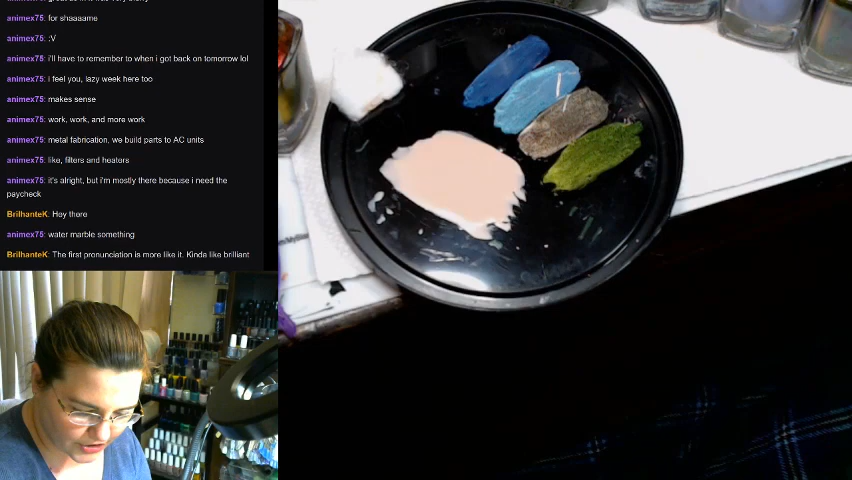 animex75: for shaaaame
animex75: :V
animex75: i'll have to remember to when i got back on tomorrow lol
animex75: i feel you, lazy week here too
animex75: makes sense
animex75: work, work, and more work
animex75: metal fabrication, we build parts to AC units
animex75: like, filters and heaters
animex75: it's alright, but i'm mostly there because i need the
paycheck
BrilhanteK: Hey there
animex75: water marble something
BrilhanteK: The first pronunciation is more like it. Kinda like brilliant